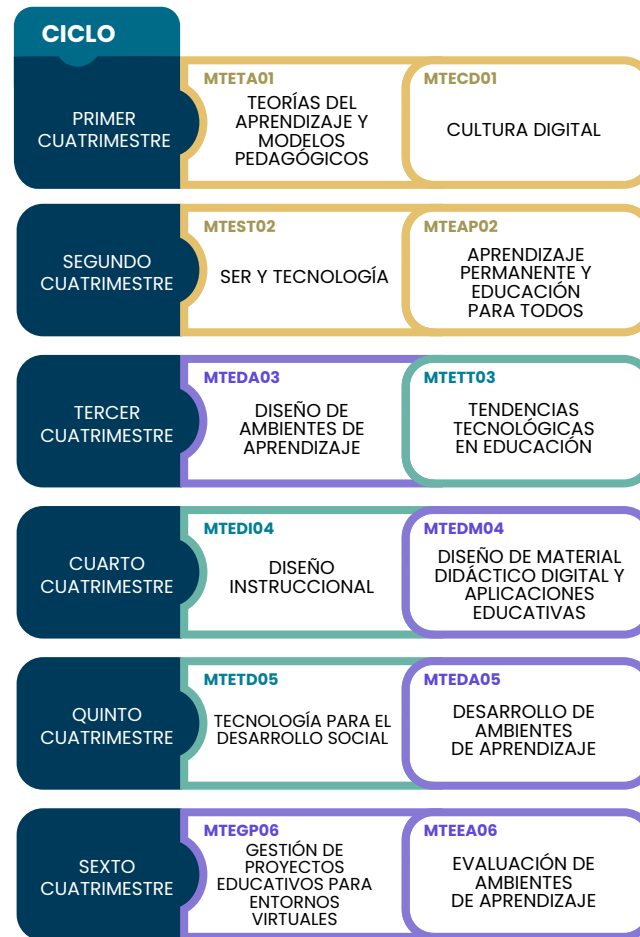 CICLO
PRIMER
CUATRIMESTRE
MTETA01
TEORÍAS DEL
APRENDIZAJE Y
MODELOS
PEDAGÓGICOS
MTECD01
CULTURA DIGITAL
SEGUNDO
CUATRIMESTRE
MTEST02
SER Y TECNOLOGÍA
MTEAP02
APRENDIZAJE
PERMANENTE Y
EDUCACIÓN
PARA TODOS
TERCER
CUATRIMESTRE
MTEDA03
DISEÑO DE
AMBIENTES DE
APRENDIZAJE
MTETT03
TENDENCIAS
TECNOLÓGICAS
EN EDUCACIÓN
CUARTO
CUATRIMESTRE
MTEDI04
DISEÑO
INSTRUCCIONAL
MTEDM04
DISEÑO DE MATERIAL
DIDÁCTICO DIGITAL Y
APLICACIONES
EDUCATIVAS
QUINTO
CUATRIMESTRE
MTETD05
TECNOLOGÍA PARA EL
DESARROLLO SOCIAL
MTEDA05
DESARROLLO DE
AMBIENTES
DE APRENDIZAJE
SEXTO
CUATRIMESTRE
MTEGP06
GESTIÓN DE
PROYECTOS
EDUCATIVOS PARA
ENTORNOS
VIRTUALES
MTEEA06
EVALUACIÓN DE
AMBIENTES
DE APRENDIZAJE